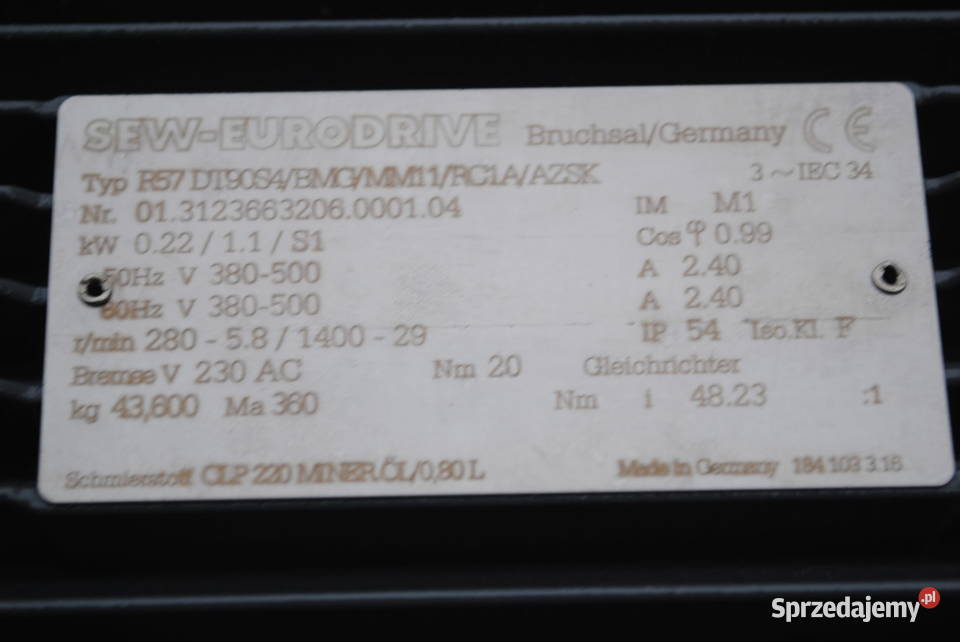 SEW-EURODRIVE Bruchsal/Germany CE
Typ R57 DT90S4/BMG/MM11/RC1A/AZSK 3~IEC 34
Nr. 01.3123663206.0001.04 IM M1
kW 0.22 / 1.1 / S1 Cos φ 0.99
50Hz V 380-500 A 2.40
60Hz V 380-500 A 2.40
r/min 280 - 5.8 / 1400 - 29 IP 54 Iso.Kl. F
Bremse V 230 AC Nm 20 Gleichrichter
kg 43,600 Ma 360 Nm i 48.23 :1
Schmierstoff CLP 220 MINER.ÖL/0,80 L Made in Germany 184 103 3.16
Sprzedajemy.pl